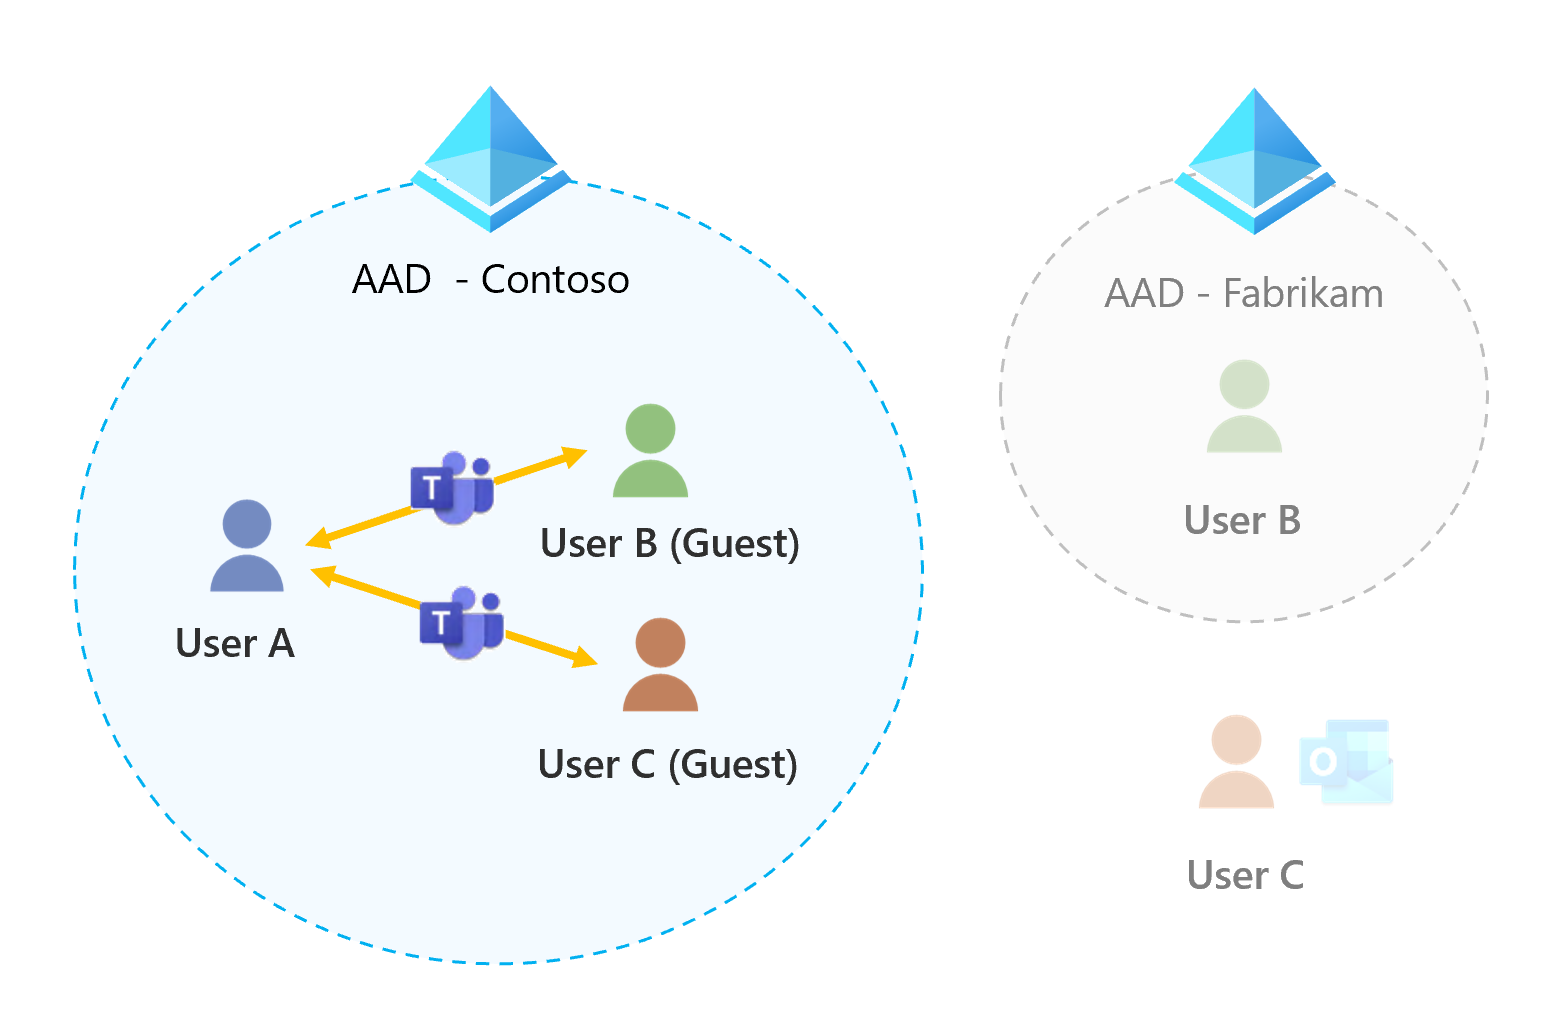 AAD - Contoso
AAD - Fabrikam
T
User B (Guest)
User B
User A
T
User C (Guest)
O
User C